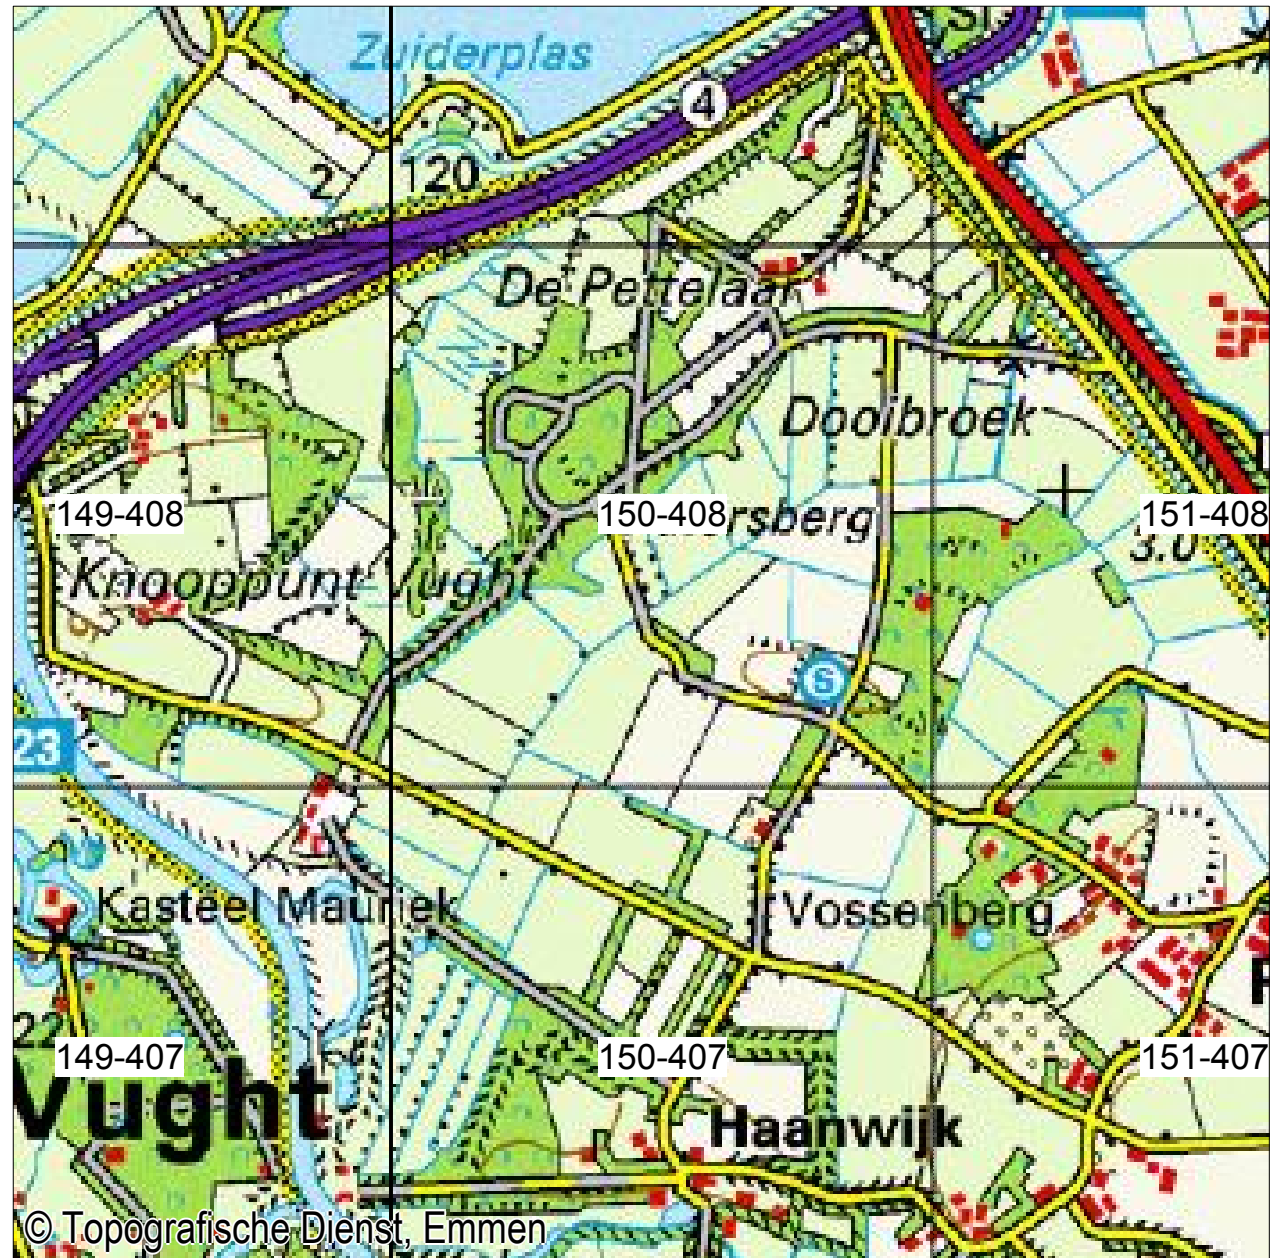 Zuiderplas
4
2
120
De Pettelaar
Dooibroek
149-408
150-408
rsberg
151-408
3.0
Knooppunt Vught
6
23
Kasteel Maurick
Vossenberg
22
149-407
150-407
151-407
Vught
Haanwijk
© Topografische Dienst, Emmen